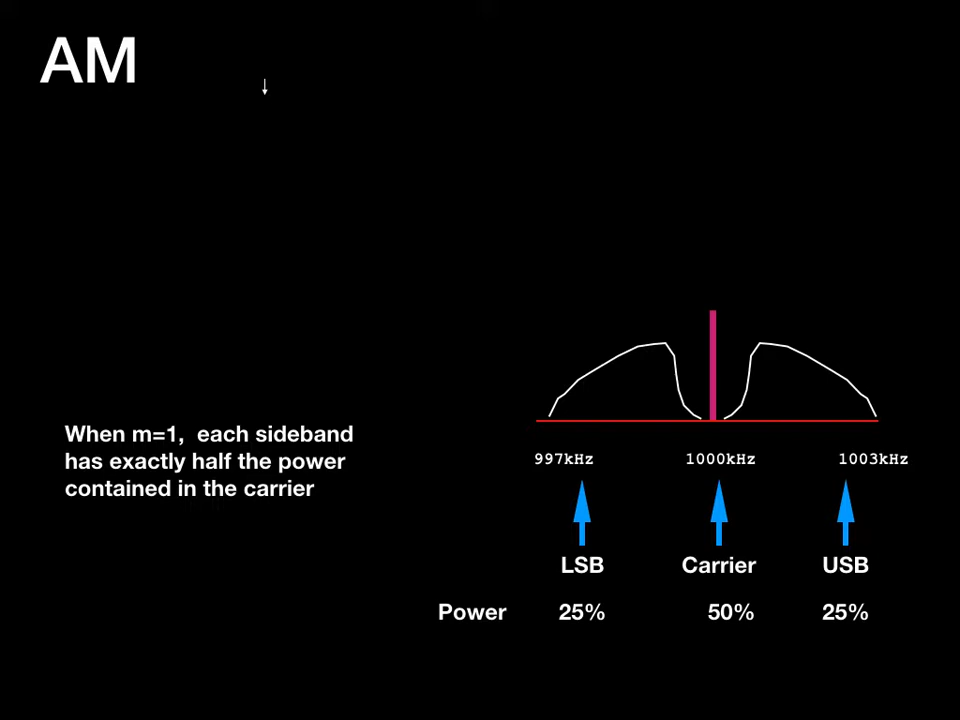 AM
When m=1,  each sideband
has exactly half the power
contained in the carrier
997kHz 1000kHz 1003kHz
LSB Carrier USB
Power 25% 50% 25%